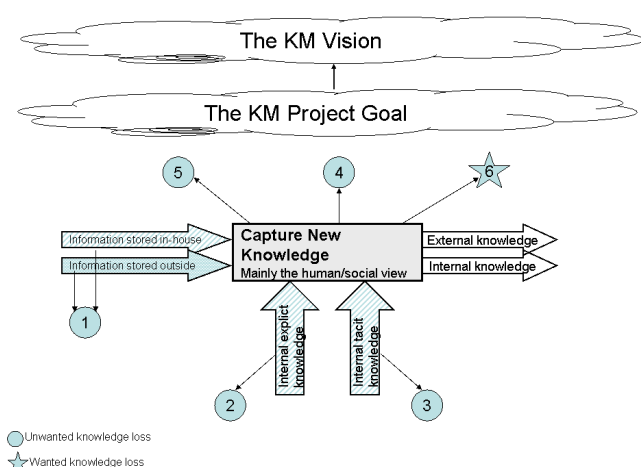 The KM Vision
The KM Project Goal
5
4
6
Information stored in-house
Information stored outside
Capture New
Knowledge
Mainly the human/social view
External knowledge
Internal knowledge
1
Internal explict
knowledge
Internal tacit
knowledge
2
3
Unwanted knowledge loss
Wanted knowledge loss